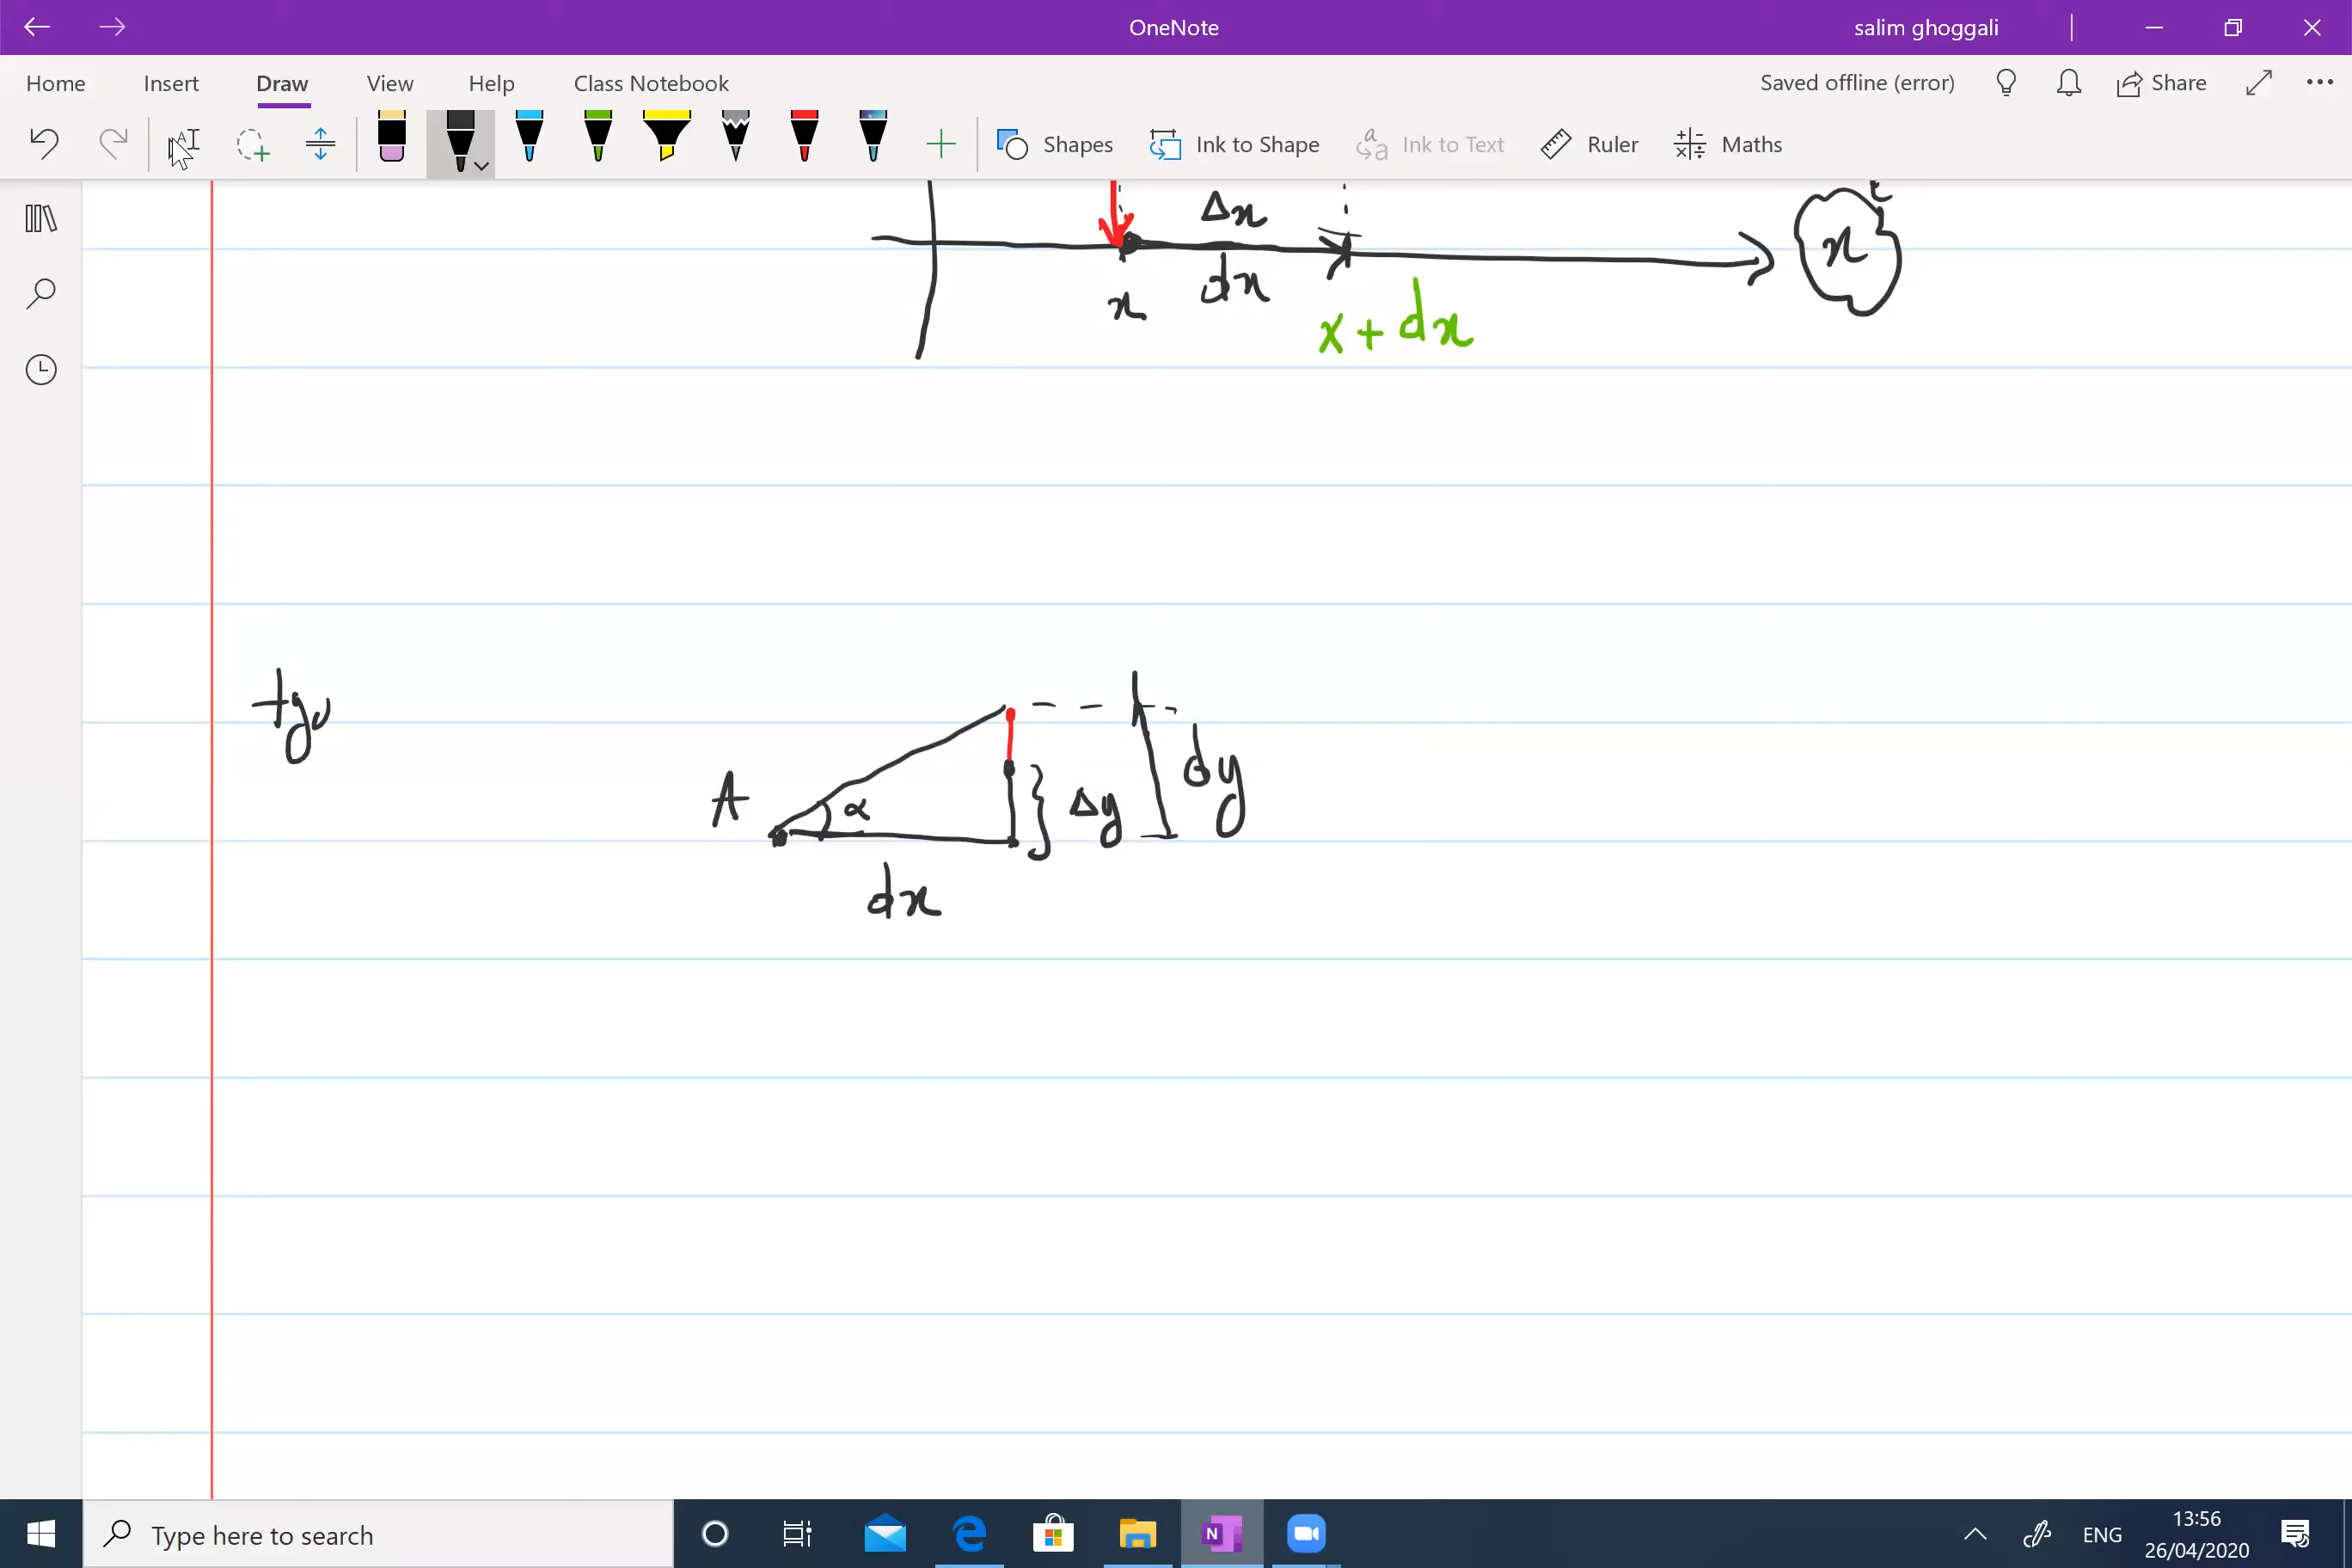 OneNote
salim ghoggali
Home Insert Draw View Help Class Notebook
Saved offline (error) Share
Shapes Ink to Shape Ink to Text Ruler Maths
Δx
x
dx
x
x + dx
tg
dy
A α Δy
dx
Type here to search
ENG
13:56
26/04/2020